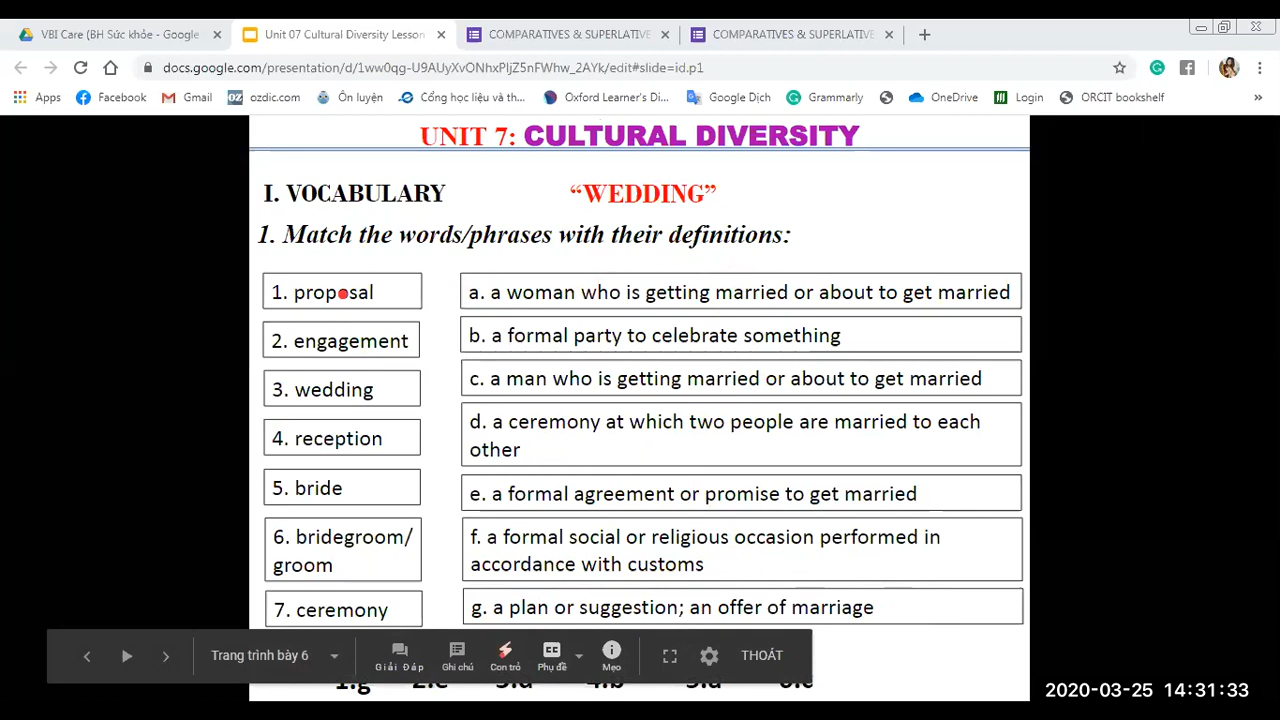 VBI Care (BH Sức khỏe - Google
Unit 07 Cultural Diversity Lesson
COMPARATIVES & SUPERLATIVE
COMPARATIVES & SUPERLATIVE
docs.google.com/presentation/d/1ww0qg-U9AUyXvONhxPljZ5nFWhw_2AYk/edit#slide=id.p1
Apps Facebook Gmail OZ ozdic.com Ôn luyện Cổng học liệu và th... Oxford Learner's Di... Google Dịch Grammarly OneDrive Login ORCIT bookshelf
UNIT 7: CULTURAL DIVERSITY
I. VOCABULARY “WEDDING”
1. Match the words/phrases with their definitions:
1. proposal
2. engagement
3. wedding
4. reception
5. bride
6. bridegroom/
groom
7. ceremony
a. a woman who is getting married or about to get married
b. a formal party to celebrate something
c. a man who is getting married or about to get married
d. a ceremony at which two people are married to each
other
e. a formal agreement or promise to get married
f. a formal social or religious occasion performed in
accordance with customs
g. a plan or suggestion; an offer of marriage
Trang trình bày 6
Giải Đáp
Ghi chú
Con trỏ
CC
Phụ đề
Mẹo
THOÁT
2020-03-25 14:31:33